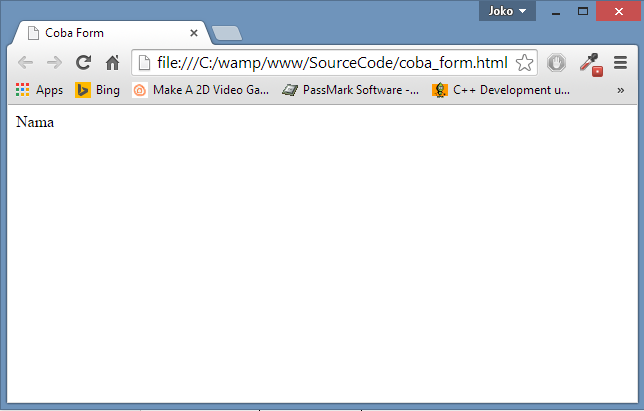 Joko
Coba Form
file:///C:/wamp/www/SourceCode/coba_form.html
Apps Bing Make A 2D Video Ga... PassMark Software -... C++ Development u... »
Nama